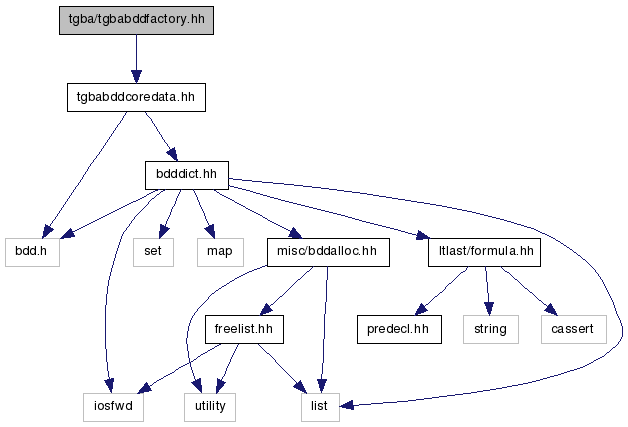 tgba/tgbabddfactory.hh
tgbabddcoredata.hh
bdddict.hh
bdd.h
set
map
misc/bddalloc.hh
ltlast/formula.hh
freelist.hh
predecl.hh
string
cassert
iosfwd
utility
list